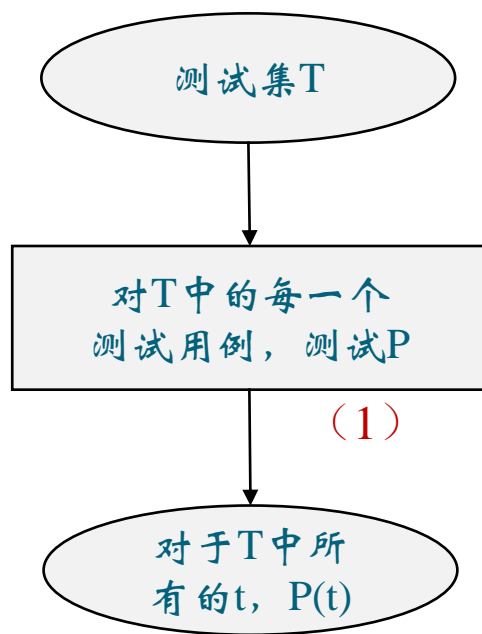 测试集T
对T中的每一个
测试用例，测试P
（1）
对于T中所
有的t，P(t)